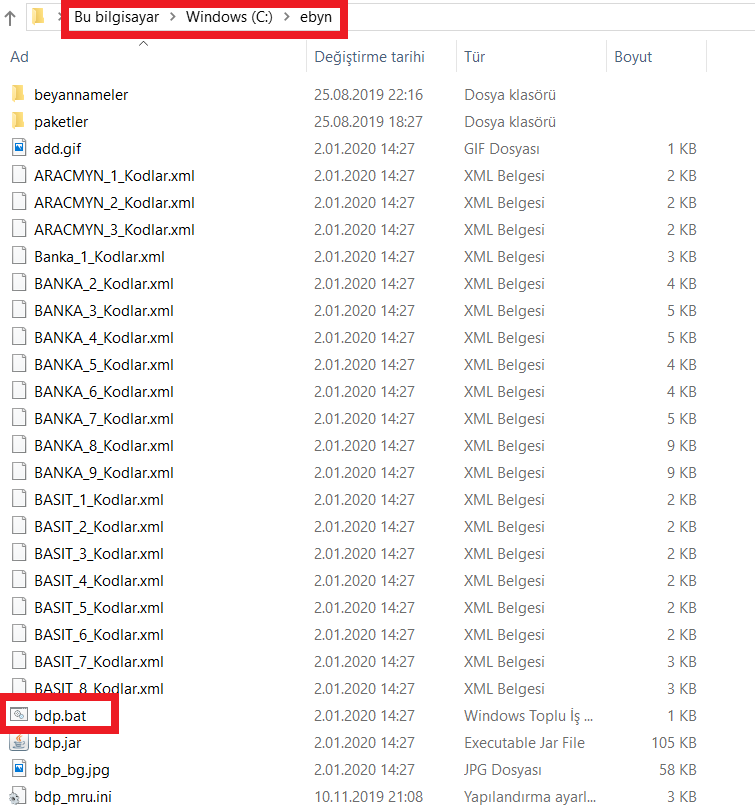 Bu bilgisayar > Windows (C:) > ebyn
Ad Değiştirme tarihi Tür Boyut
beyannameler 25.08.2019 22:16 Dosya klasörü
paketler 25.08.2019 18:27 Dosya klasörü
add.gif 2.01.2020 14:27 GIF Dosyası 1 KB
ARACMYN_1_Kodlar.xml 2.01.2020 14:27 XML Belgesi 2 KB
ARACMYN_2_Kodlar.xml 2.01.2020 14:27 XML Belgesi 2 KB
ARACMYN_3_Kodlar.xml 2.01.2020 14:27 XML Belgesi 2 KB
Banka_1_Kodlar.xml 2.01.2020 14:27 XML Belgesi 3 KB
BANKA_2_Kodlar.xml 2.01.2020 14:27 XML Belgesi 4 KB
BANKA_3_Kodlar.xml 2.01.2020 14:27 XML Belgesi 5 KB
BANKA_4_Kodlar.xml 2.01.2020 14:27 XML Belgesi 5 KB
BANKA_5_Kodlar.xml 2.01.2020 14:27 XML Belgesi 4 KB
BANKA_6_Kodlar.xml 2.01.2020 14:27 XML Belgesi 4 KB
BANKA_7_Kodlar.xml 2.01.2020 14:27 XML Belgesi 5 KB
BANKA_8_Kodlar.xml 2.01.2020 14:27 XML Belgesi 9 KB
BANKA_9_Kodlar.xml 2.01.2020 14:27 XML Belgesi 9 KB
BASIT_1_Kodlar.xml 2.01.2020 14:27 XML Belgesi 2 KB
BASIT_2_Kodlar.xml 2.01.2020 14:27 XML Belgesi 2 KB
BASIT_3_Kodlar.xml 2.01.2020 14:27 XML Belgesi 2 KB
BASIT_4_Kodlar.xml 2.01.2020 14:27 XML Belgesi 2 KB
BASIT_5_Kodlar.xml 2.01.2020 14:27 XML Belgesi 2 KB
BASIT_6_Kodlar.xml 2.01.2020 14:27 XML Belgesi 2 KB
BASIT_7_Kodlar.xml 2.01.2020 14:27 XML Belgesi 3 KB
BASIT_8_Kodlar.xml 2.01.2020 14:27 XML Belgesi 3 KB
bdp.bat 2.01.2020 14:27 Windows Toplu İş ... 1 KB
bdp.jar 2.01.2020 14:27 Executable Jar File 105 KB
bdp_bg.jpg 2.01.2020 14:27 JPG Dosyası 58 KB
bdp_mru.ini 10.11.2019 21:08 Yapılandırma ayarl... 3 KB